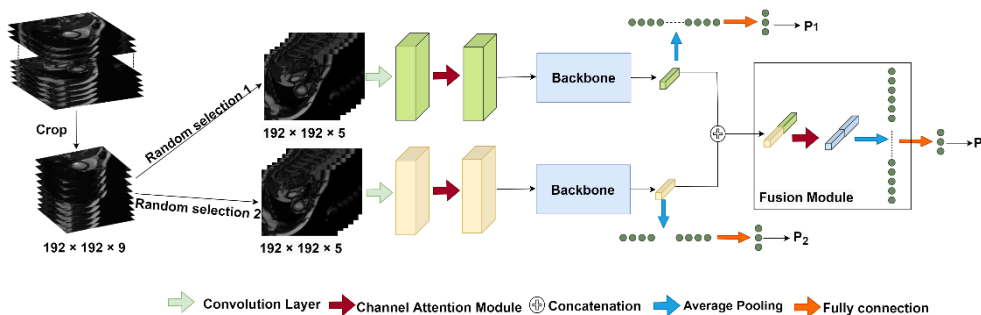 Crop
192 × 192 × 9
Random selection 1
Random selection 2
192 × 192 × 5
192 × 192 × 5
Backbone
Backbone
P1
P2
Fusion Module
P
Convolution Layer
Channel Attention Module
Concatenation
Average Pooling
Fully connection